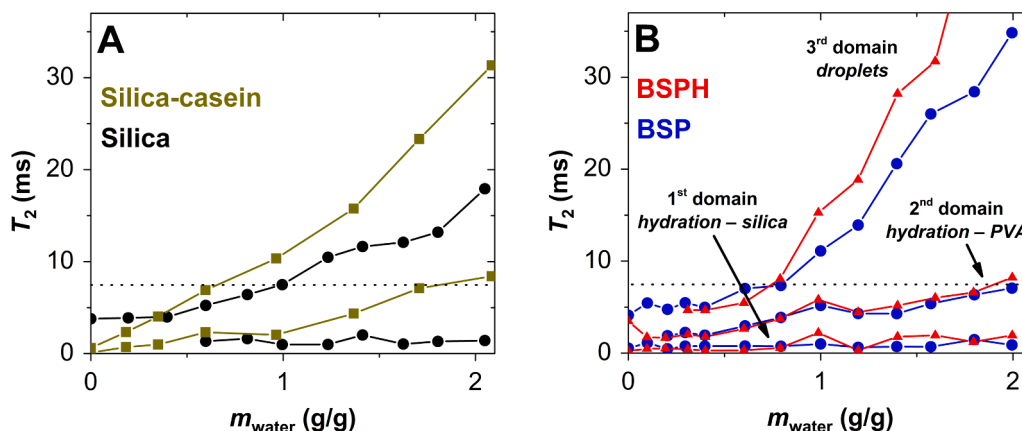 A
Silica-casein
Silica
30
20
10
0
T2 (ms)
0 1 2
mwater (g/g)
B
BSPH
BSP
3rd domain
droplets
1st domain
hydration – silica
2nd domain
hydration – PVA
30
20
10
0
T2 (ms)
0 1 2
mwater (g/g)